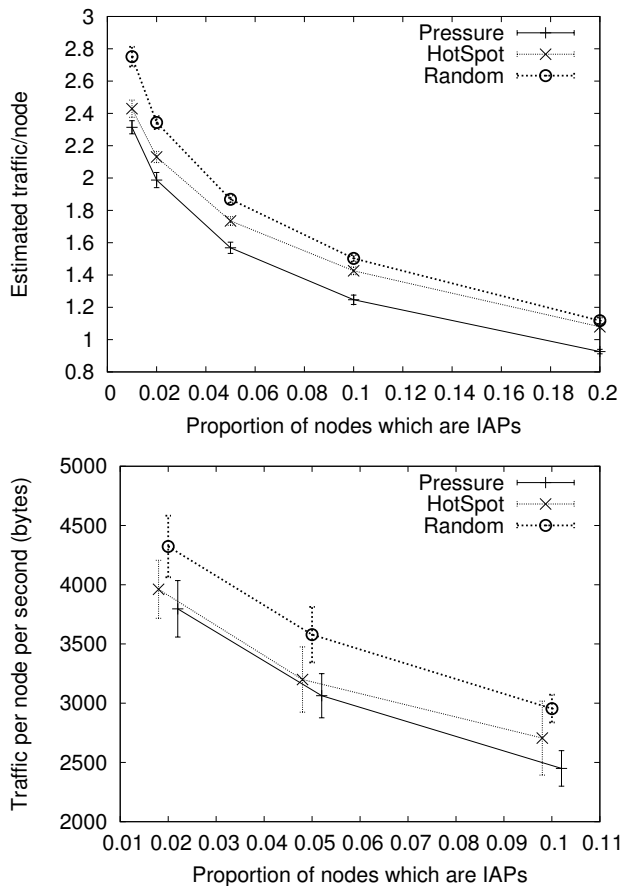 3
2.8
2.6
2.4
2.2
2
1.8
1.6
1.4
1.2
1
0.8
Estimated traffic/node
Pressure
HotSpot
Random
0 0.02 0.04 0.06 0.08 0.1 0.12 0.14 0.16 0.18 0.2
Proportion of nodes which are IAPs
5000
4500
4000
3500
3000
2500
2000
Traffic per node per second (bytes)
Pressure
HotSpot
Random
0.01 0.02 0.03 0.04 0.05 0.06 0.07 0.08 0.09 0.1 0.11
Proportion of nodes which are IAPs